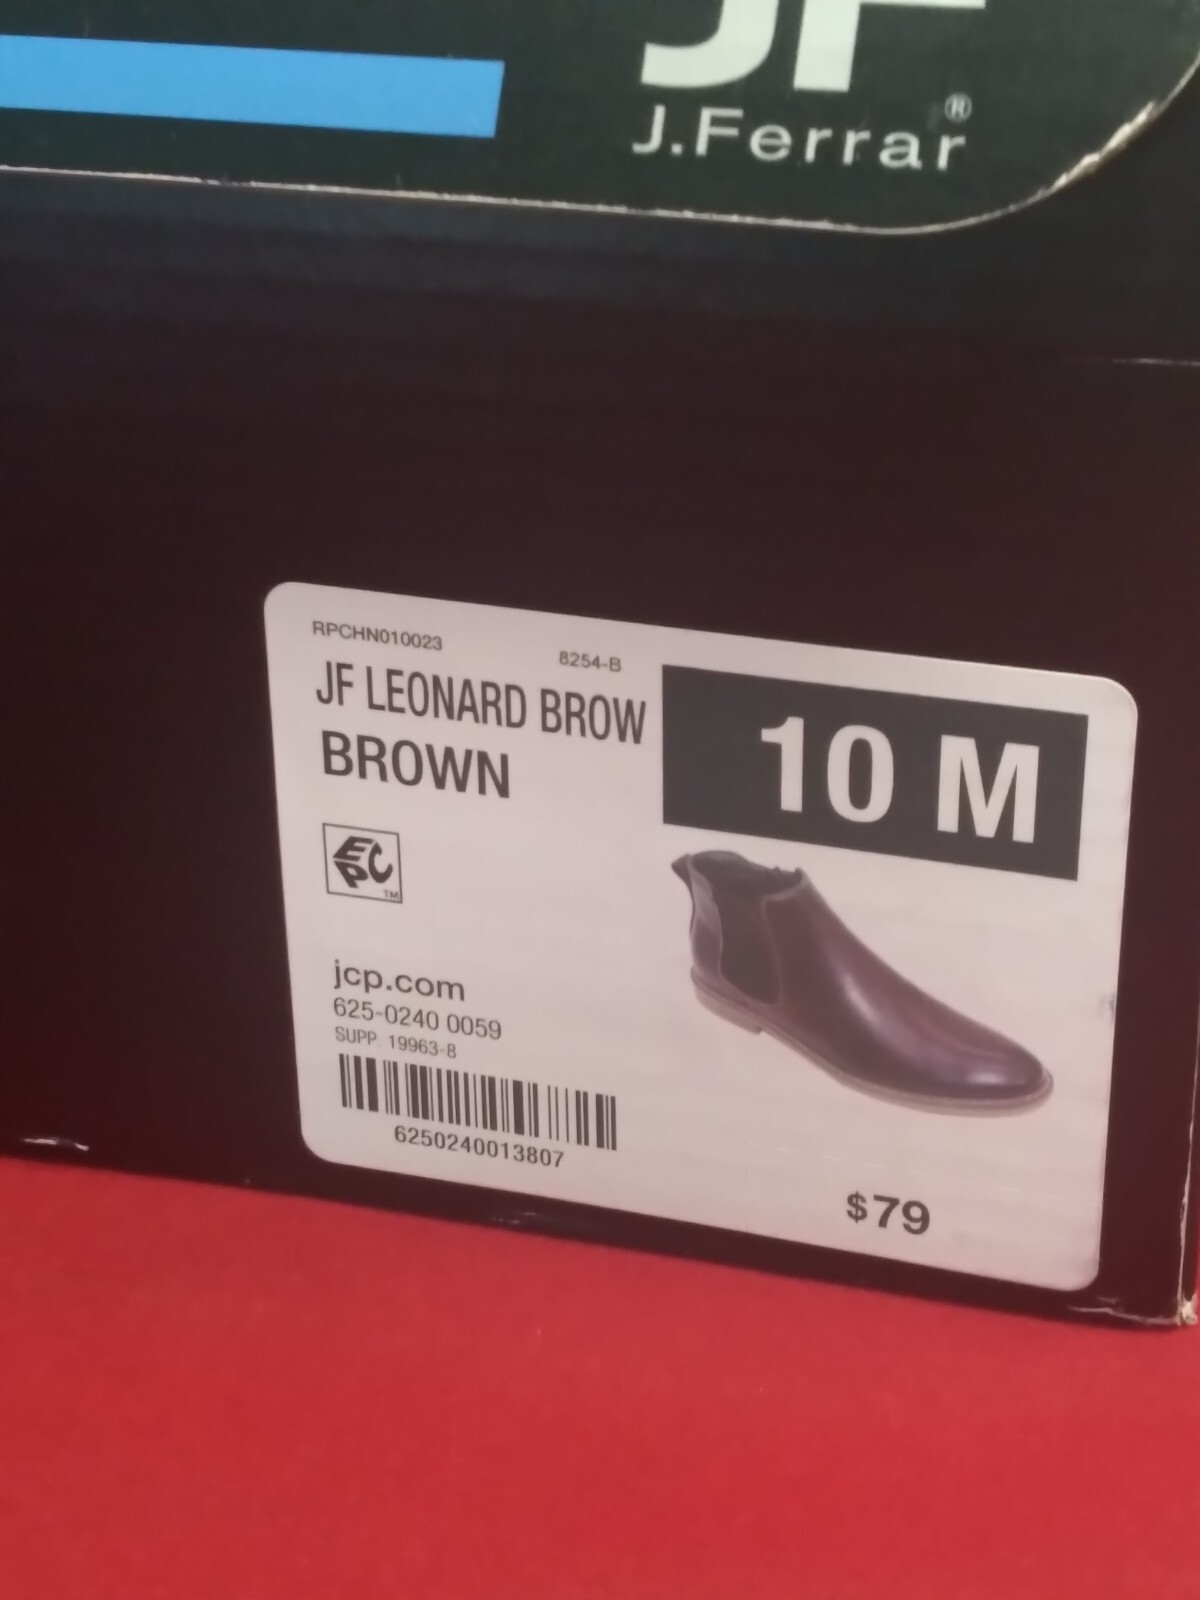 JF
J.Ferrar®
RPCHN010023 8254-B
JF LEONARD BROW
BROWN
10 M
EPC™
jcp.com
625-0240 0059
SUPP. 19963-8
6250240013807
$79